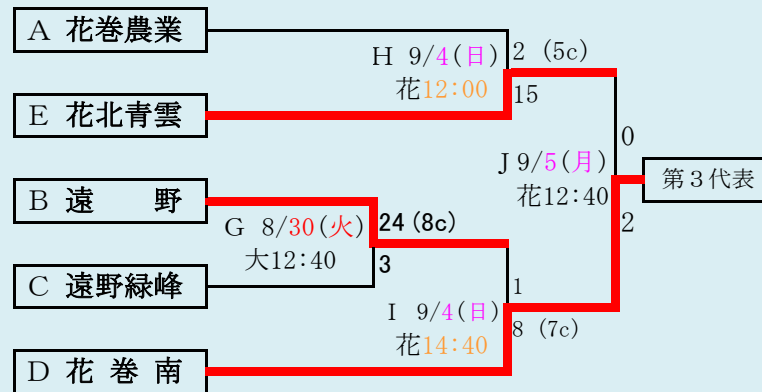 A 花巻農業
H 9/4(日)
花12:00
2 (5c)
15
E 花北青雲
J 9/5(月)
花12:40
0
2
第３代表
B 遠　　野
G 8/30(火)
大12:40
24 (8c)
3
C 遠野緑峰
I 9/4(日)
花14:40
1
8 (7c)
D 花 巻 南